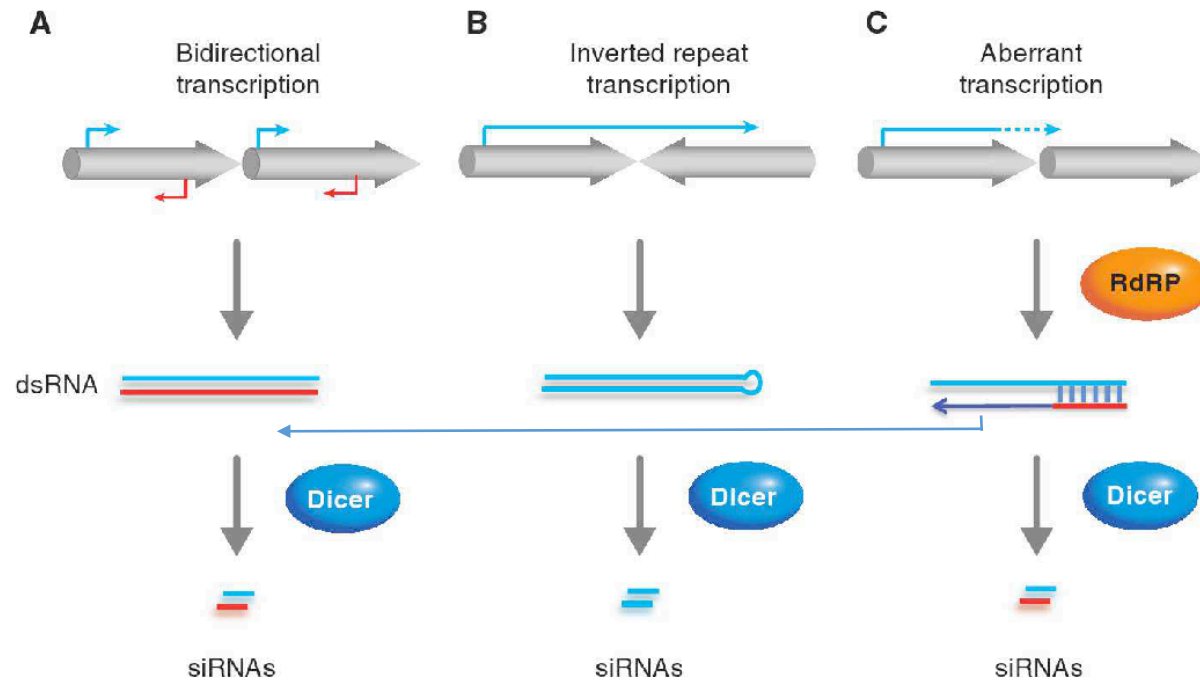 A
Bidirectional
transcription
B
Inverted repeat
transcription
C
Aberrant
transcription
RdRP
dsRNA
Dicer
Dicer
Dicer
siRNAs
siRNAs
siRNAs